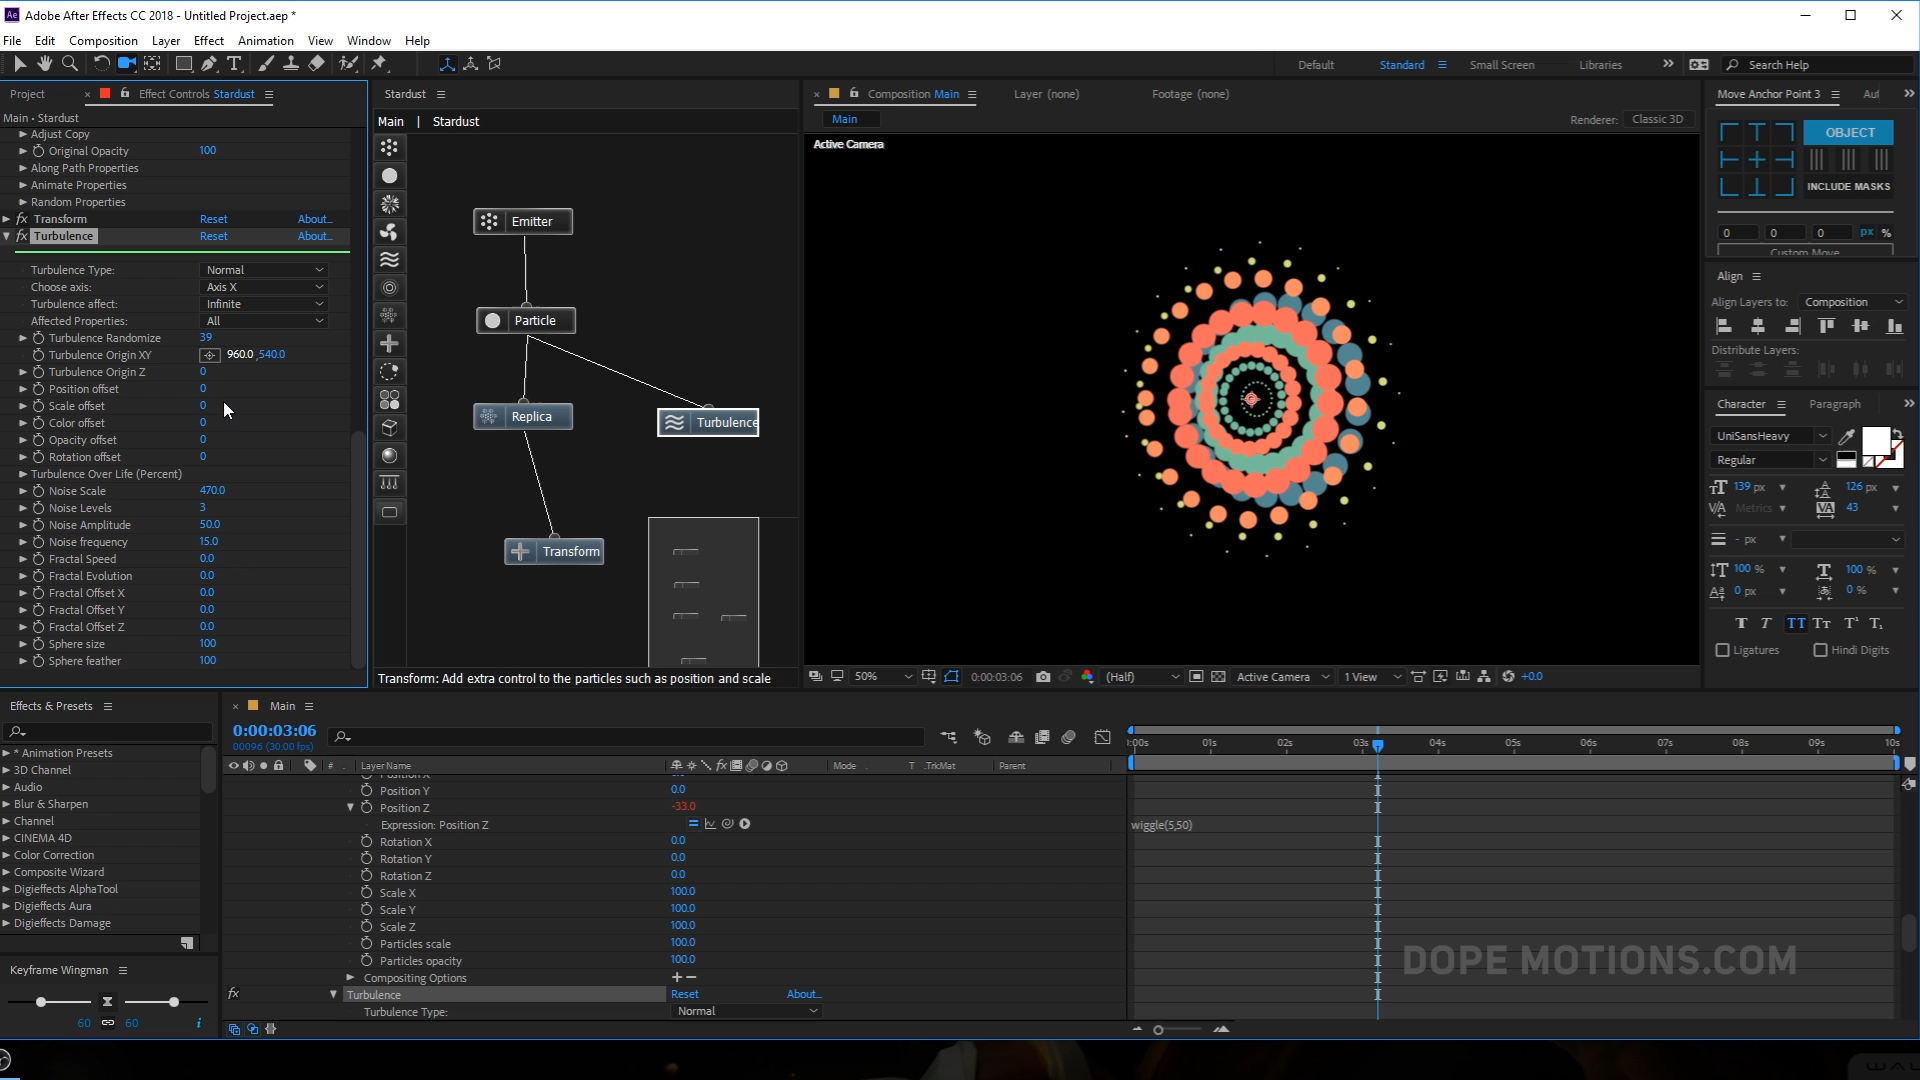 Adobe After Effects CC 2018 - Untitled Project.aep *
File Edit Composition Layer Effect Animation View Window Help
Default Standard Small Screen Libraries Search Help
Project Effect Controls Stardust
Main • Stardust
Adjust Copy
Original Opacity 100
Along Path Properties
Animate Properties
Random Properties
fx Transform Reset About...
fx Turbulence Reset About...
Turbulence Type: Normal
Choose axis: Axis X
Turbulence affect: Infinite
Affected Properties: All
Turbulence Randomize 39
Turbulence Origin XY 960.0 ,540.0
Turbulence Origin Z 0
Position offset 0
Scale offset 0
Color offset 0
Opacity offset 0
Rotation offset 0
Turbulence Over Life (Percent)
Noise Scale 470.0
Noise Levels 3
Noise Amplitude 50.0
Noise frequency 15.0
Fractal Speed 0.0
Fractal Evolution 0.0
Fractal Offset X 0.0
Fractal Offset Y 0.0
Fractal Offset Z 0.0
Sphere size 100
Sphere feather 100
Stardust
Main | Stardust
Emitter
Particle
Replica
Turbulence
Transform
Transform: Add extra control to the particles such as position and scale
Composition Main Layer (none) Footage (none)
Main Renderer: Classic 3D
Active Camera
50% 0:00:03:06 (Half) Active Camera 1 View +0.0
Move Anchor Point 3 Aut
OBJECT
INCLUDE MASKS
0 0 0 px %
Custom Move
Align
Align Layers to: Composition
Distribute Layers:
Character Paragraph
UniSansHeavy
Regular
139 px 126 px
Metrics 43
- px
100 % 100 %
0 px 0 %
Ligatures Hindi Digits
Effects & Presets
* Animation Presets
3D Channel
Audio
Blur & Sharpen
Channel
CINEMA 4D
Color Correction
Composite Wizard
Digieffects AlphaTool
Digieffects Aura
Digieffects Damage
Keyframe Wingman
60 60 i
Main
0:00:03:06
00096 (30.00 fps)
# Layer Name Mode T .TrkMat Parent
:00s 01s 02s 03s 04s 05s 06s 07s 08s 09s 10s
Position Y 0.0
Position Z -33.0
Expression: Position Z wiggle(5,50)
Rotation X 0.0
Rotation Y 0.0
Rotation Z 0.0
Scale X 100.0
Scale Y 100.0
Scale Z 100.0
Particles scale 100.0
Particles opacity 100.0
Compositing Options + −
fx Turbulence Reset About...
Turbulence Type: Normal
DOPE MOTIONS.COM